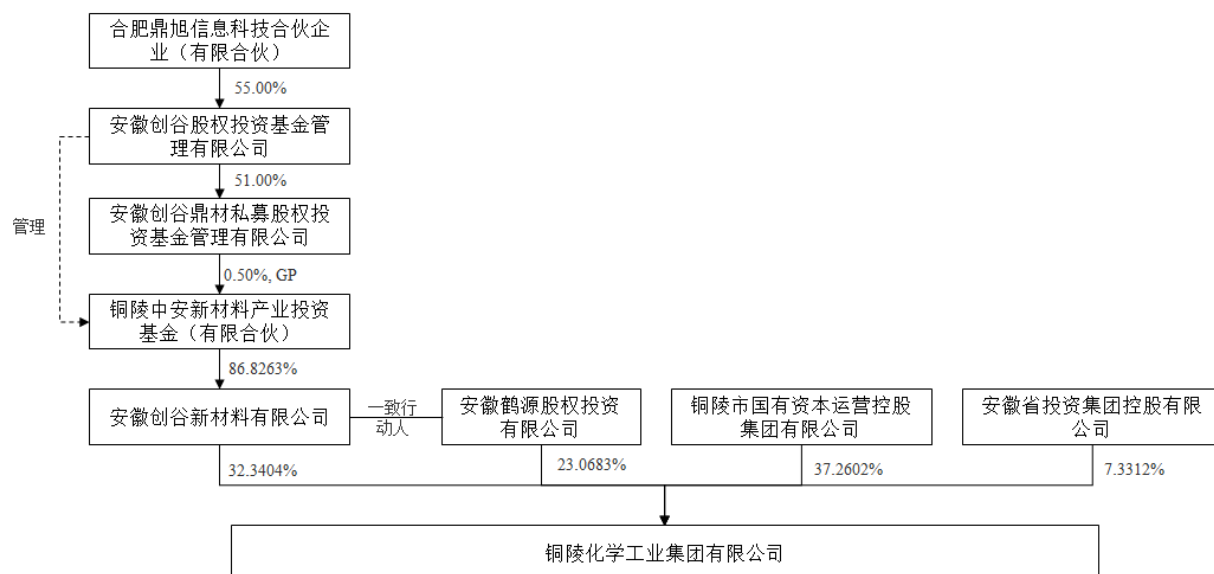 合肥鼎旭信息科技合伙企
业（有限合伙）
55.00%
安徽创谷股权投资基金管
理有限公司
51.00%
安徽创谷鼎材私募股权投
资基金管理有限公司
管理
0.50%, GP
铜陵中安新材料产业投资
基金（有限合伙）
86.8263%
安徽创谷新材料有限公司
一致行
动人
安徽鹤源股权投资
有限公司
铜陵市国有资本运营控股
集团有限公司
安徽省投资集团控股有限
公司
32.3404%
23.0683%
37.2602%
7.3312%
铜陵化学工业集团有限公司